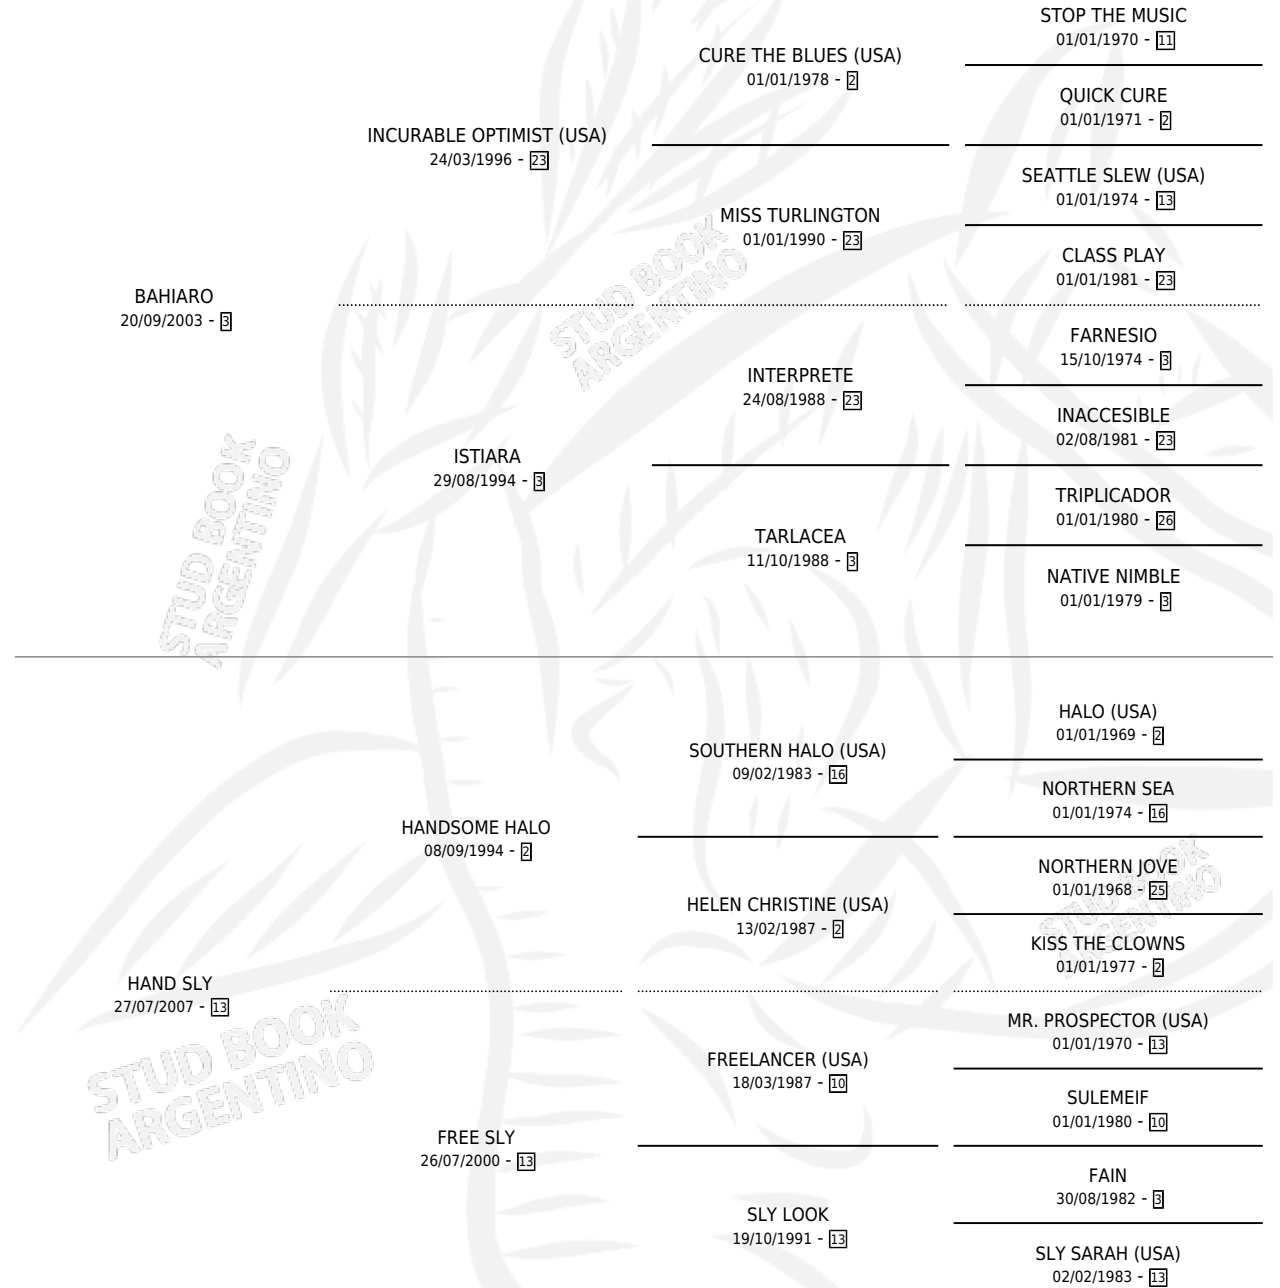 STOP THE MUSIC
01/01/1970 - 11
CURE THE BLUES (USA)
01/01/1978 - 2
QUICK CURE
01/01/1971 - 2
INCURABLE OPTIMIST (USA)
24/03/1996 - 23
SEATTLE SLEW (USA)
01/01/1974 - 13
MISS TURLINGTON
01/01/1990 - 23
CLASS PLAY
01/01/1981 - 23
BAHIARO
20/09/2003 - 3
FARNESIO
15/10/1974 - 3
INTERPRETE
24/08/1988 - 23
INACCESIBLE
02/08/1981 - 23
ISTIARA
29/08/1994 - 3
TRIPLICADOR
01/01/1980 - 26
TARLACEA
11/10/1988 - 3
NATIVE NIMBLE
01/01/1979 - 3
HALO (USA)
01/01/1969 - 2
SOUTHERN HALO (USA)
09/02/1983 - 16
NORTHERN SEA
01/01/1974 - 16
HANDSOME HALO
08/09/1994 - 2
NORTHERN JOVE
01/01/1968 - 25
HELEN CHRISTINE (USA)
13/02/1987 - 2
KISS THE CLOWNS
01/01/1977 - 2
HAND SLY
27/07/2007 - 13
MR. PROSPECTOR (USA)
01/01/1970 - 13
FREELANCER (USA)
18/03/1987 - 10
SULEMEIF
01/01/1980 - 10
FREE SLY
26/07/2000 - 13
FAIN
30/08/1982 - 3
SLY LOOK
19/10/1991 - 13
SLY SARAH (USA)
02/02/1983 - 13
STUD BOOK
ARGENTINO
STUD BOOK
ARGENTINO
STUD BOOK
ARGENTINO
STUD BOOK
ARGENTINO